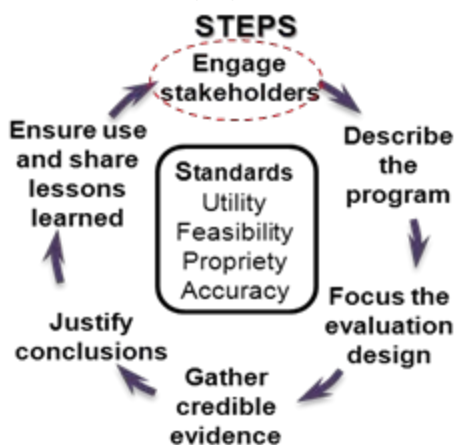 STEPS
Engage
stakeholders
Describe
the
program
Focus the
evaluation
design
Gather
credible
evidence
Justify
conclusions
Ensure use
and share
lessons
learned
Standards
Utility
Feasibility
Propriety
Accuracy